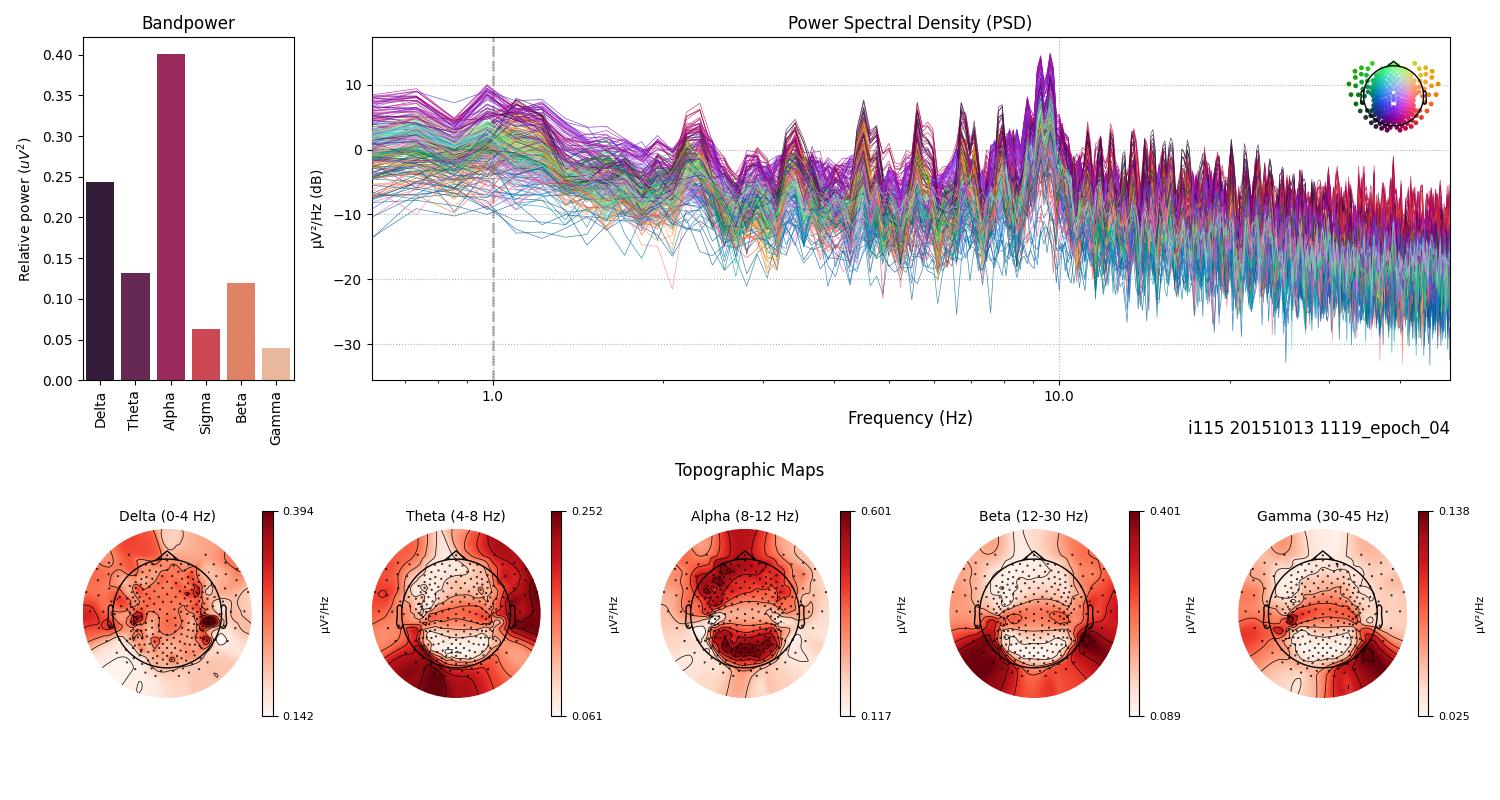 Bandpower
Power Spectral Density (PSD)
Relative power (uV²)
0.40
0.35
0.30
0.25
0.20
0.15
0.10
0.05
0.00
Delta
Theta
Alpha
Sigma
Beta
Gamma
µV²/Hz (dB)
10
0
−10
−20
−30
1.0
10.0
Frequency (Hz)
i115 20151013 1119_epoch_04
Topographic Maps
Delta (0-4 Hz)
0.394
µV²/Hz
0.142
Theta (4-8 Hz)
0.252
µV²/Hz
0.061
Alpha (8-12 Hz)
0.601
µV²/Hz
0.117
Beta (12-30 Hz)
0.401
µV²/Hz
0.089
Gamma (30-45 Hz)
0.138
µV²/Hz
0.025